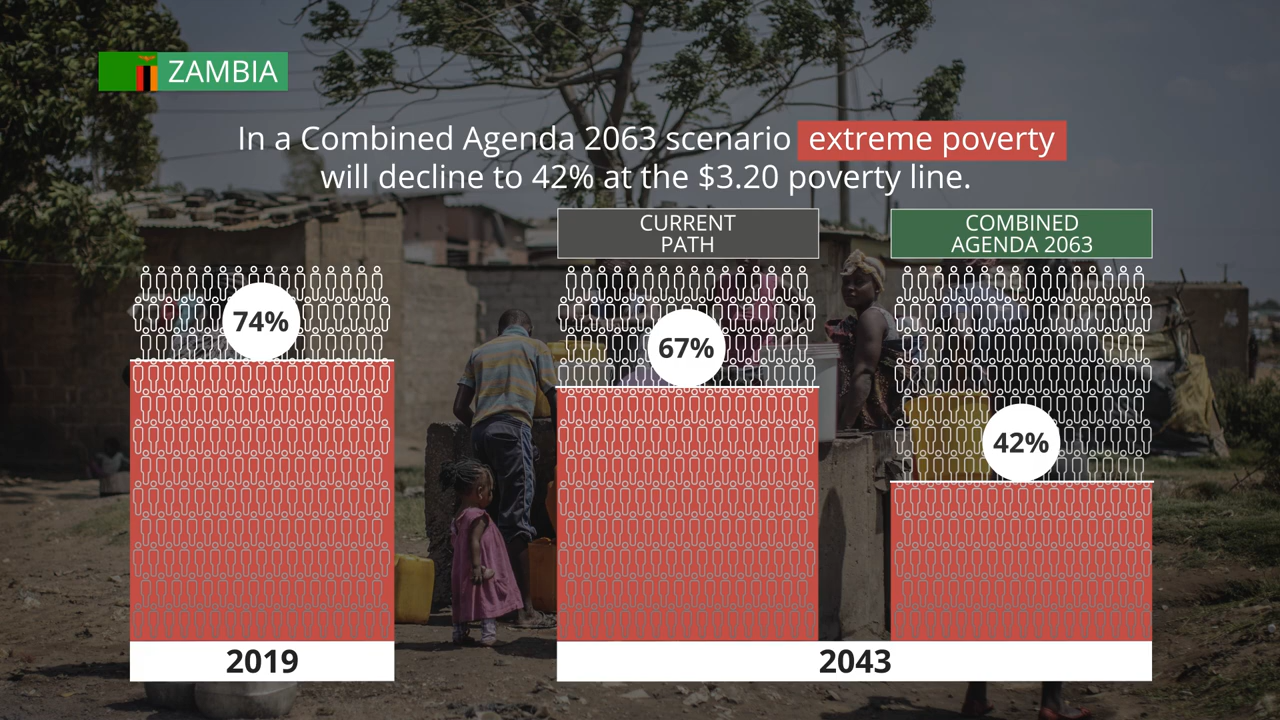 ZAMBIA
In a Combined Agenda 2063 scenario extreme poverty
will decline to 42% at the $3.20 poverty line.
CURRENT
PATH
COMBINED
AGENDA 2063
74%
67%
42%
2019
2043